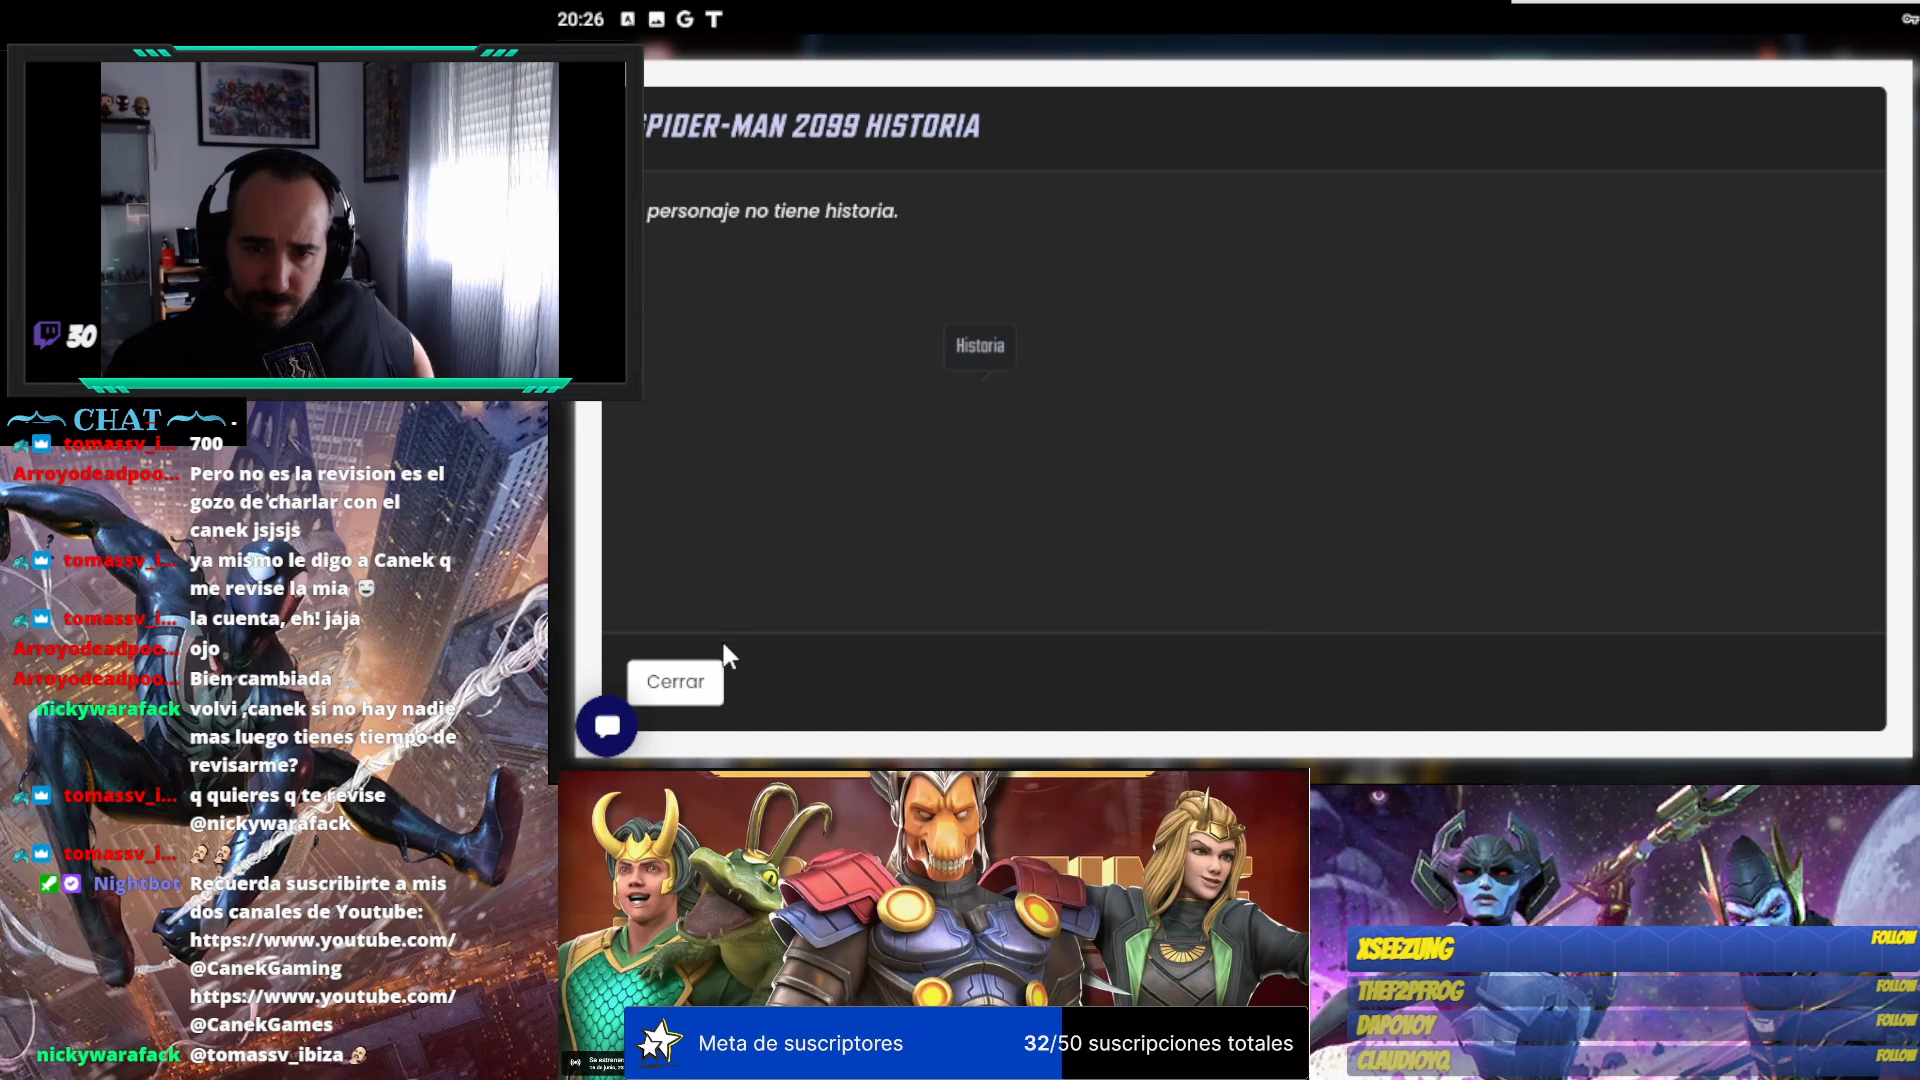 20:26
SPIDER-MAN 2099 HISTORIA
personaje no tiene historia.
Historia
Cerrar
30
CHAT
-
tomassv_i... 700
Arroyodeadpoo... Pero no es la revision es el
gozo de charlar con el
canek jsjsjs
tomassv_i... ya mismo le digo a Canek q
me revise la mia
tomassv_i... la cuenta, eh! jaja
Arroyodeadpoo... ojo
Arroyodeadpoo... Bien cambiada
nickywarafack volvi ,canek si no hay nadie
mas luego tienes tiempo de
revisarme?
tomassv_i... q quieres q te revise
@nickywarafack
tomassv_i...
Nightbot Recuerda suscribirte a mis
dos canales de Youtube:
https://www.youtube.com/
@CanekGaming
https://www.youtube.com/
@CanekGames
nickywarafack @tomassv_ibiza
Meta de suscriptores 32/50 suscripciones totales
XSEEZUNG FOLLOW
THEF2PFROG FOLLOW
DAPOVOY FOLLOW
CLAUDIOYQ FOLLOW